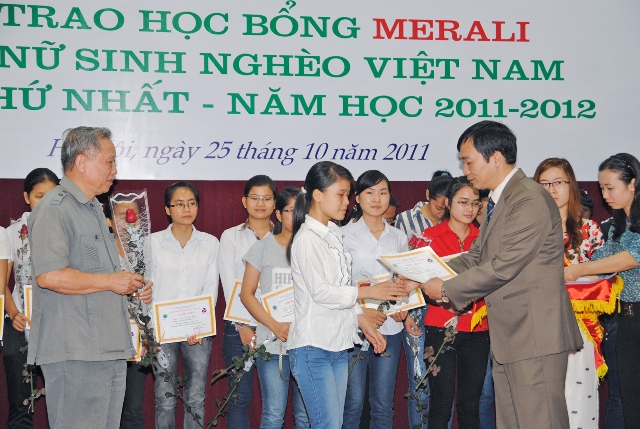 TRAO HỌC BỔNG MERALI
NỮ SINH NGHÈO VIỆT NAM
NHẤT - NĂM HỌC 2011-2012
ngày 25 tháng 10 năm 2011